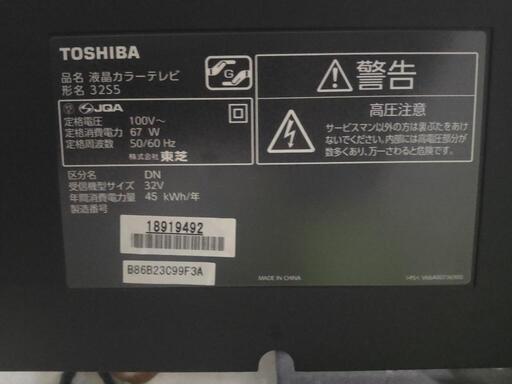 TOSHIBA
品名 液晶カラーテレビ
形名 32S5
JQA
定格電圧 100V～
定格消費電力 67 W
定格周波数 50/60 Hz
株式会社 東芝
区分名 DN
受信機型サイズ 32V
年間消費電力量 45 kWh/年
製造番号
18919492
B86B23C99F3A
G
警告
高圧注意
サービスマン以外の方は裏ぶたをあけ
ないでください。内部には高電圧部分が
数多くあり、万一さわると危険です。
MADE IN CHINA